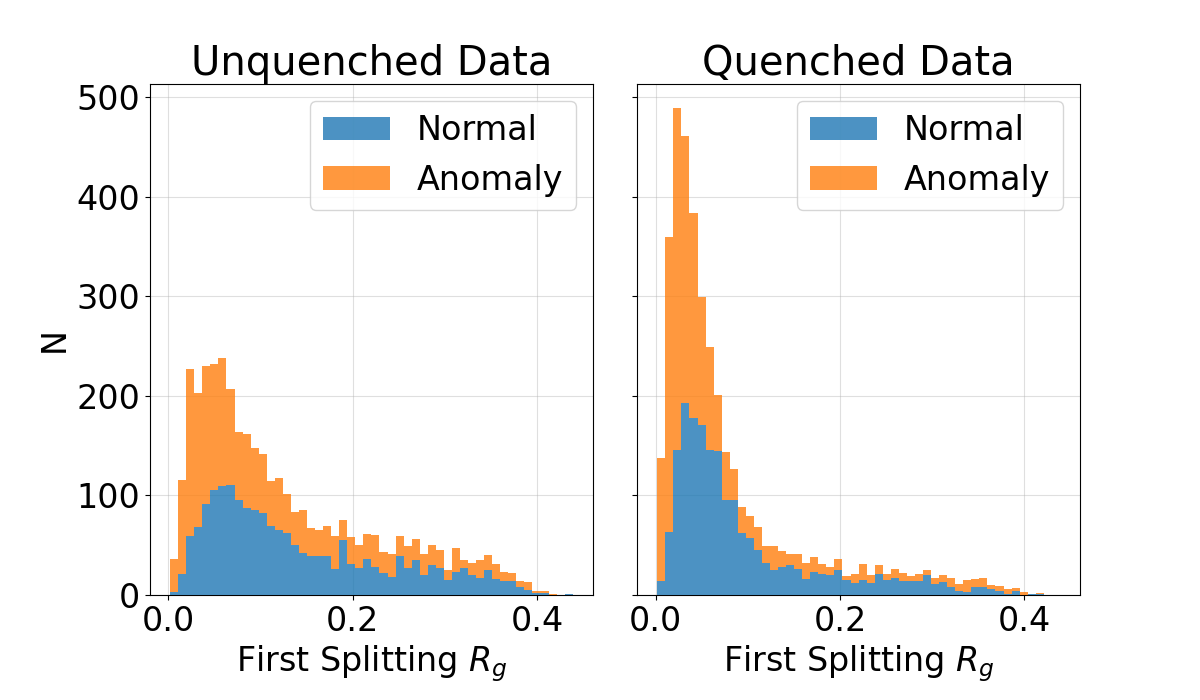 Unquenched Data
Quenched Data
500
400
300
200
100
0
N
Normal
Anomaly
Normal
Anomaly
0.0 0.2 0.4
0.0 0.2 0.4
First Splitting $R_g$
First Splitting $R_g$